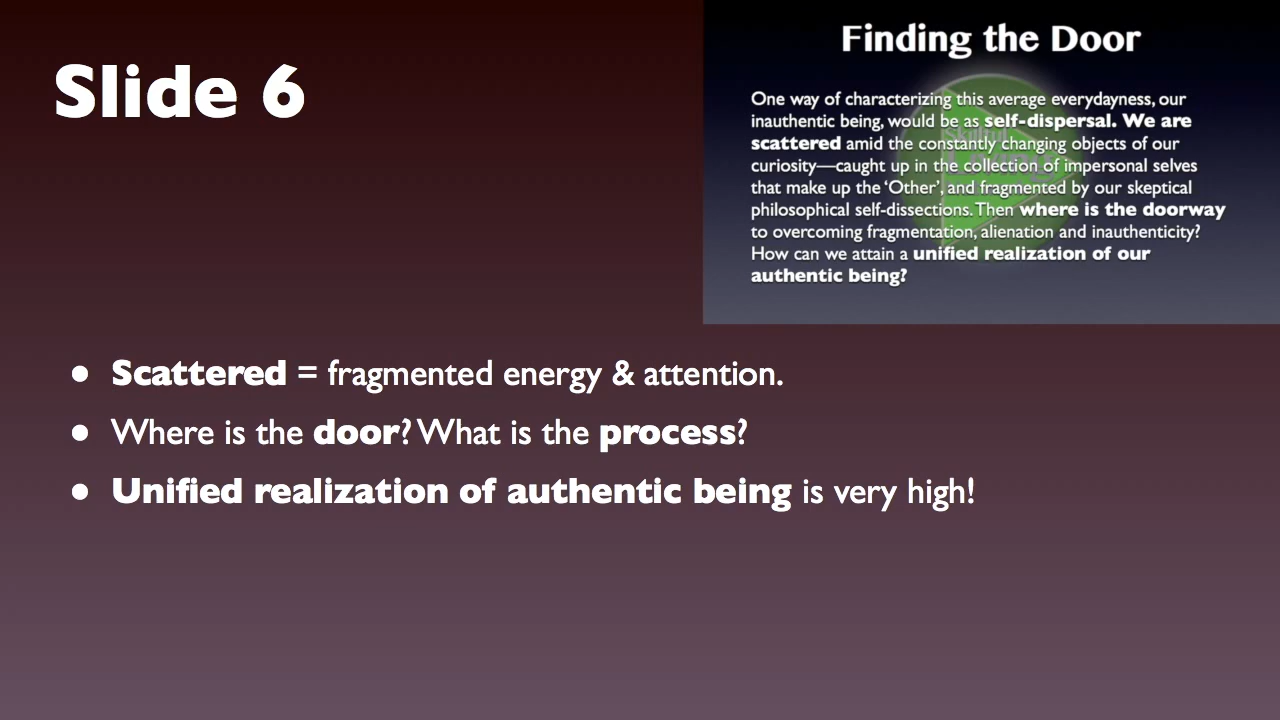 Slide 6
Finding the Door
One way of characterizing this average everydayness, our
inauthentic being, would be as self-dispersal. We are
scattered amid the constantly changing objects of our
curiosity—caught up in the collection of impersonal selves
that make up the ‘Other’, and fragmented by our skeptical
philosophical self-dissections. Then where is the doorway
to overcoming fragmentation, alienation and inauthenticity?
How can we attain a unified realization of our
authentic being?
• Scattered = fragmented energy & attention.
• Where is the door? What is the process?
• Unified realization of authentic being is very high!